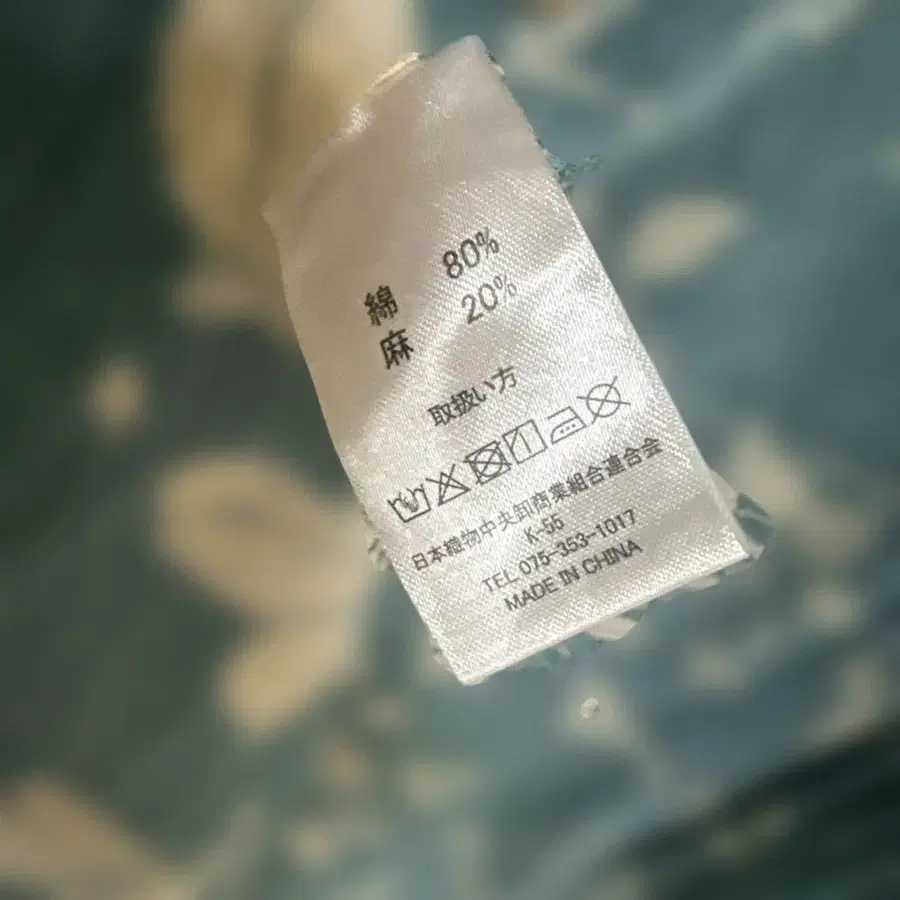 綿 80%
麻 20%
取扱い方
日本織物中央卸商業組合連合会
K-55
TEL 075-353-1017
MADE IN CHINA